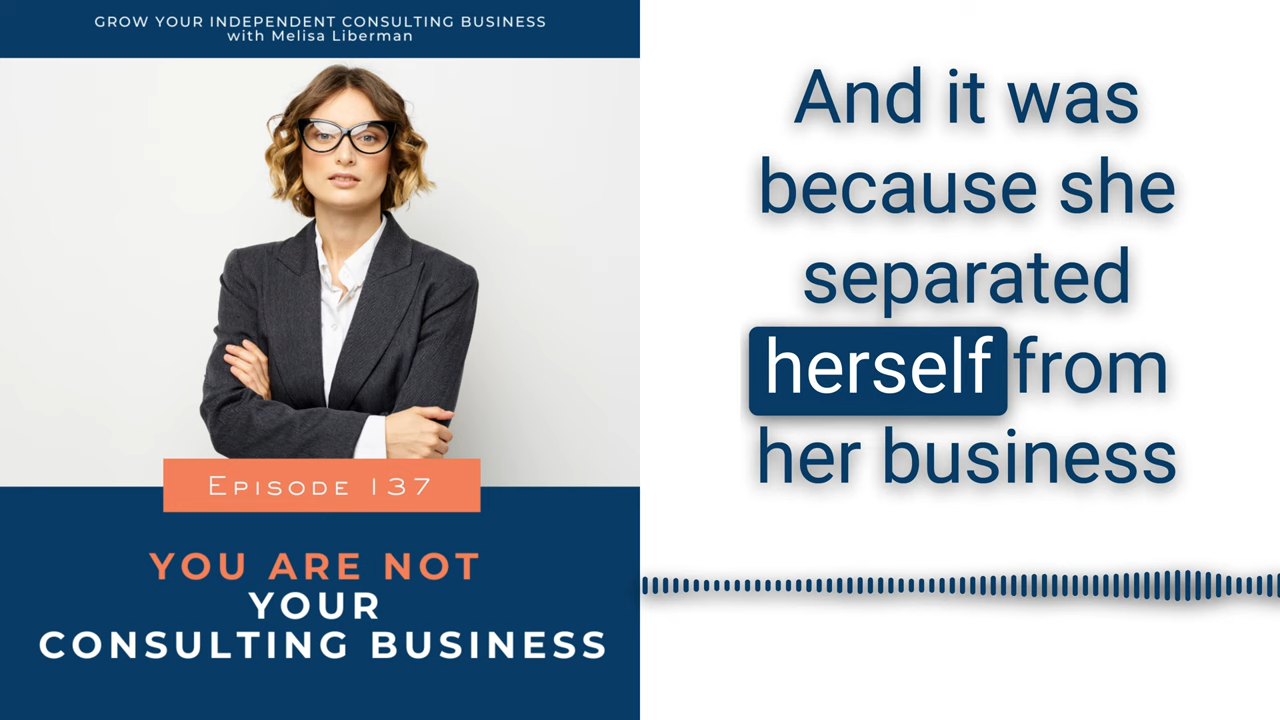 GROW YOUR INDEPENDENT CONSULTING BUSINESS
with Melisa Liberman
EPISODE 137
YOU ARE NOT
YOUR
CONSULTING BUSINESS
And it was
because she
separated
herself from
her business